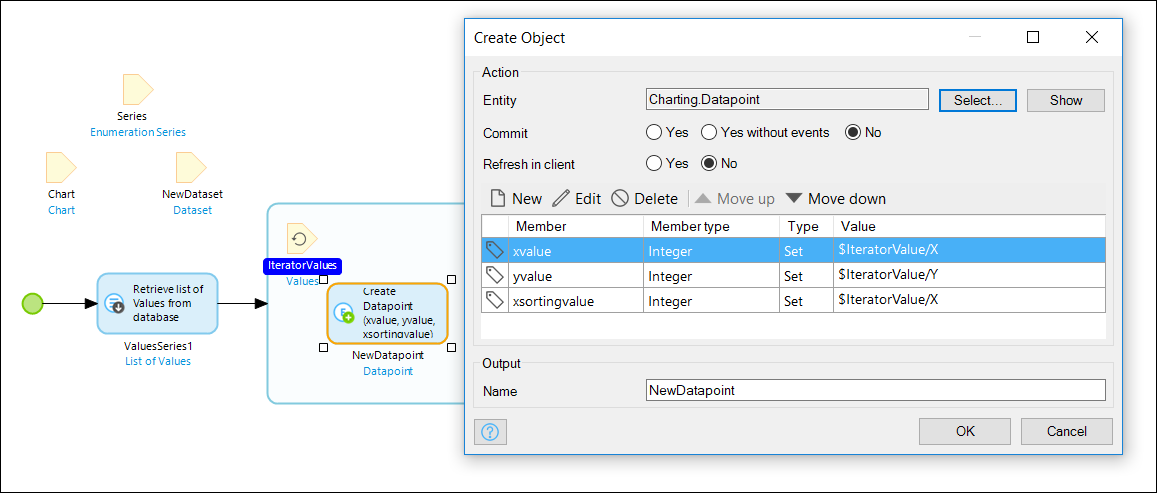 Series
Enumeration Series
Chart
Chart
NewDataset
Dataset
IteratorValues
Values
Retrieve list of
Values from
database
ValuesSeries1
List of Values
Create
Datapoint
(xvalue, yvalue,
xsortingvalue)
NewDatapoint
Datapoint
Create Object
Action
Entity Charting.Datapoint Select... Show
Commit Yes Yes without events No
Refresh in client Yes No
New Edit Delete Move up Move down
Member Member type Type Value
xvalue Integer Set $IteratorValue/X
yvalue Integer Set $IteratorValue/Y
xsortingvalue Integer Set $IteratorValue/X
Output
Name NewDatapoint
? OK Cancel